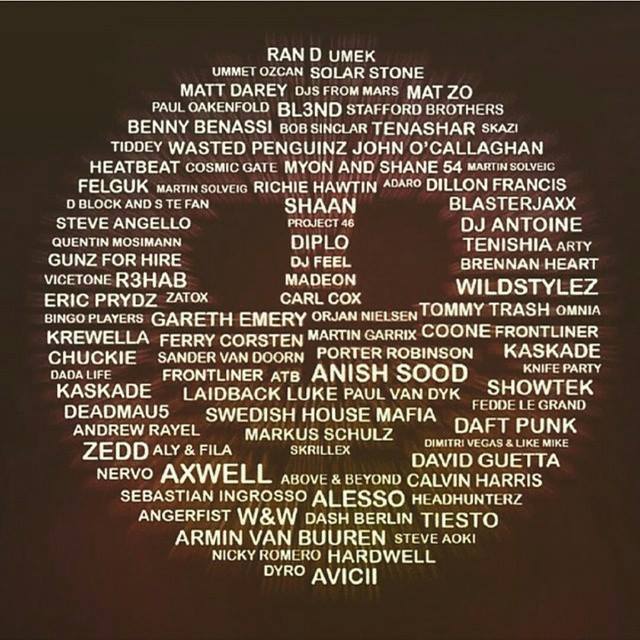 RAN D UMEK
UMMET OZCAN SOLAR STONE
MATT DAREY DJS FROM MARS MAT ZO
PAUL OAKENFOLD BL3ND STAFFORD BROTHERS
BENNY BENASSI BOB SINCLAR TENASHAR SKAZI
TIDDEY WASTED PENGUINZ JOHN O'CALLAGHAN
HEATBEAT COSMIC GATE MYON AND SHANE 54 MARTIN SOLVEIG
FELGUK MARTIN SOLVEIG RICHIE HAWTIN ADARO DILLON FRANCIS
D BLOCK AND S TE FAN SHAAN BLASTERJAXX
STEVE ANGELLO PROJECT 46 DJ ANTOINE
QUENTIN MOSIMANN DIPLO TENISHIA ARTY
GUNZ FOR HIRE DJ FEEL BRENNAN HEART
VICETONE R3HAB MADEON WILDSTYLEZ
ERIC PRYDZ ZATOX CARL COX TOMMY TRASH OMNIA
BINGO PLAYERS GARETH EMERY ORJAN NIELSEN
KREWELLA FERRY CORSTEN MARTIN GARRIX COONE FRONTLINER
CHUCKIE SANDER VAN DOORN PORTER ROBINSON KASKADE
DADA LIFE FRONTLINER ATB ANISH SOOD KNIFE PARTY
KASKADE LAIDBACK LUKE PAUL VAN DYK SHOWTEK
DEADMAU5 SWEDISH HOUSE MAFIA FEDDE LE GRAND
ANDREW RAYEL MARKUS SCHULZ DAFT PUNK
ZEDD ALY & FILA SKRILLEX DIMITRI VEGAS & LIKE MIKE
NERVO AXWELL ABOVE & BEYOND DAVID GUETTA
CALVIN HARRIS
SEBASTIAN INGROSSO ALESSO HEADHUNTERZ
ANGERFIST W&W DASH BERLIN TIESTO
ARMIN VAN BUUREN STEVE AOKI
NICKY ROMERO HARDWELL
DYRO AVICII